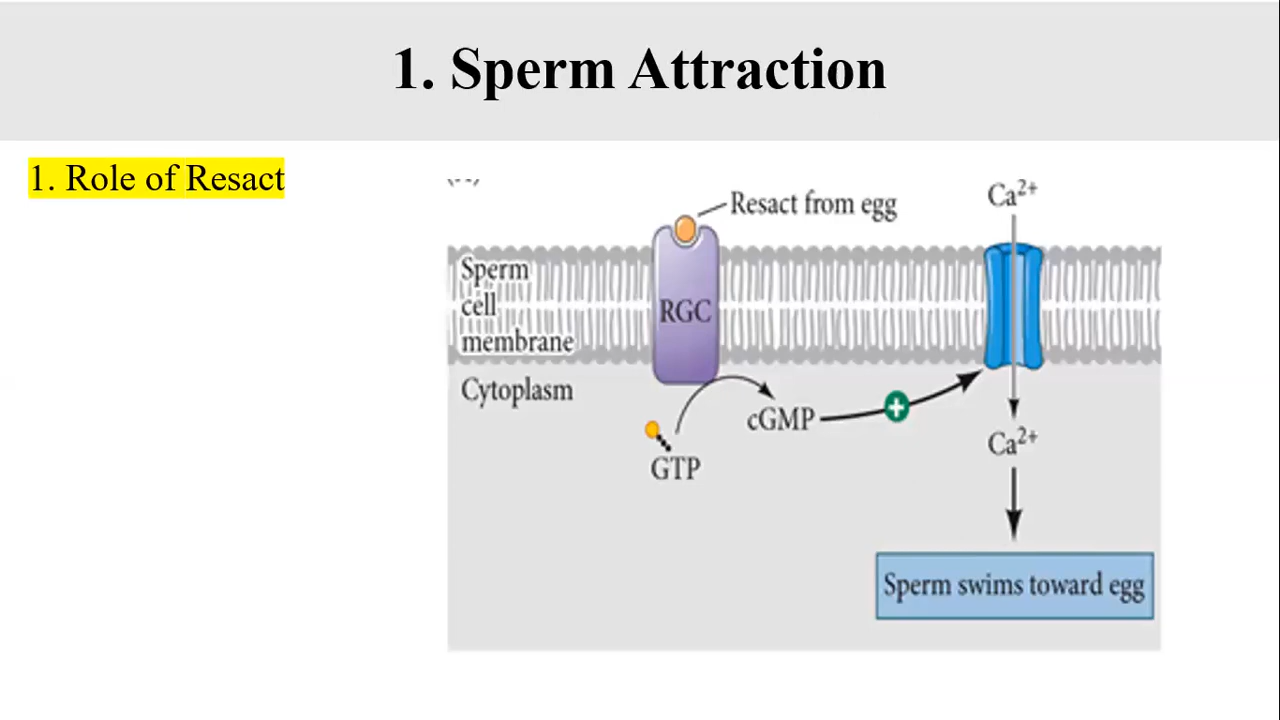 1. Sperm Attraction
1. Role of Resact
Resact from egg
Ca²⁺
Sperm
cell
membrane
RGC
Cytoplasm
cGMP
+
GTP
Ca²⁺
Sperm swims toward egg